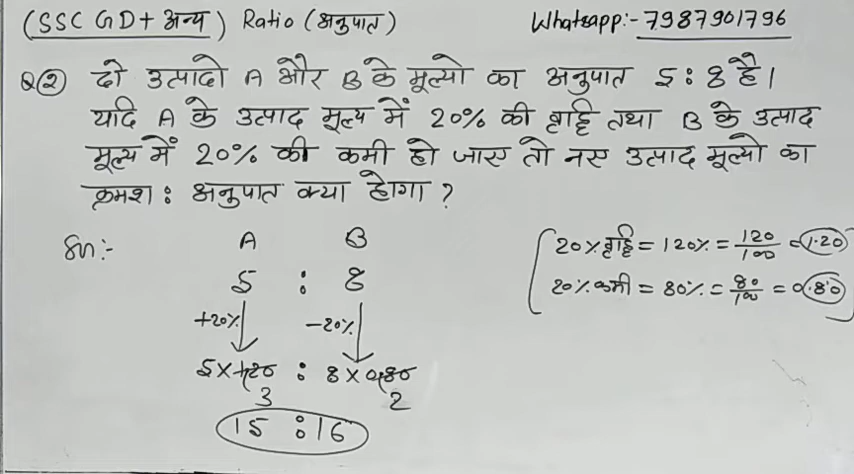 (SSC GD + अन्य) Ratio (अनुपात) Whatsapp:- 7987901796
Q② दो उत्पादो A और B के मूल्यो का अनुपात 5:8 है।
यदि A के उत्पाद मूल्य में 20% की वृद्धि तथा B के उत्पाद
मूल्य में 20% की कमी हो जाए तो नए उत्पाद मूल्यो का
क्रमश: अनुपात क्या होगा?
Sol:- A B
5 : 8
+20% -20%
5 x 1.20 : 8 x 0.80
3 2
15 : 16
20% वृद्धि = 120% = 120/100 = 1.20
20% कमी = 80% = 80/100 = 0.80